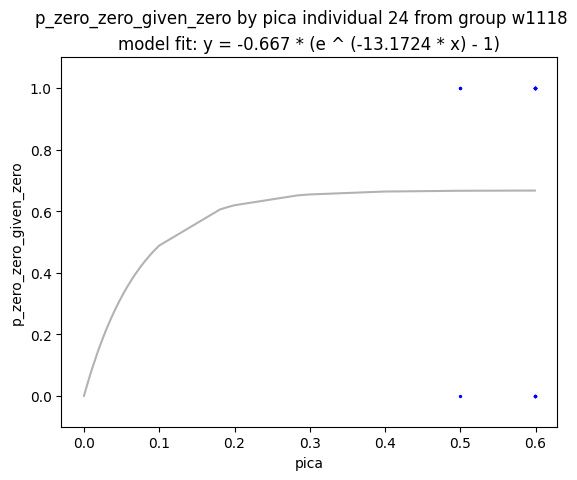 p_zero_zero_given_zero by pica individual 24 from group w1118
model fit: y = -0.667 * (e ^ (-13.1724 * x) - 1)
1.0
0.8
0.6
0.4
0.2
0.0
p_zero_zero_given_zero
0.0 0.1 0.2 0.3 0.4 0.5 0.6
pica